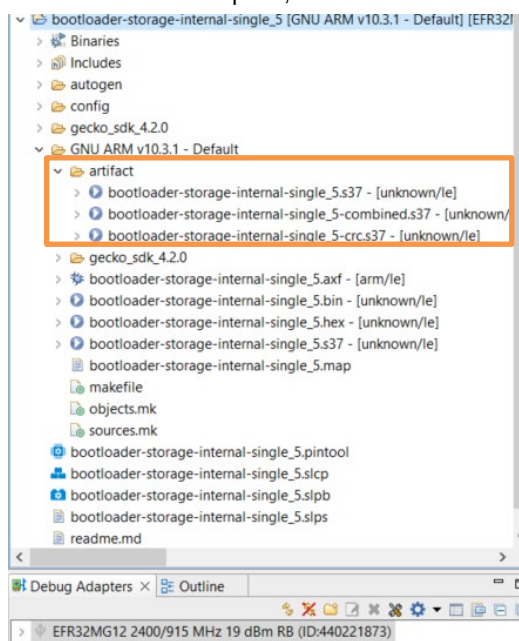 bootloader-storage-internal-single_5 [GNU ARM v10.3.1 - Default] [EFR32
Binaries
Includes
autogen
config
gecko_sdk_4.2.0
GNU ARM v10.3.1 - Default
artifact
bootloader-storage-internal-single_5.s37 - [unknown/le]
bootloader-storage-internal-single_5-combined.s37 - [unknown/
bootloader-storage-internal-single_5-crc.s37 - [unknown/le]
gecko_sdk_4.2.0
bootloader-storage-internal-single_5.axf - [arm/le]
bootloader-storage-internal-single_5.bin - [unknown/le]
bootloader-storage-internal-single_5.hex - [unknown/le]
bootloader-storage-internal-single_5.s37 - [unknown/le]
bootloader-storage-internal-single_5.map
makefile
objects.mk
sources.mk
bootloader-storage-internal-single_5.pintool
bootloader-storage-internal-single_5.slcp
bootloader-storage-internal-single_5.slpb
bootloader-storage-internal-single_5.slps
readme.md
Debug Adapters Outline
EFR32MG12 2400/915 MHz 19 dBm RB (ID:440221873)